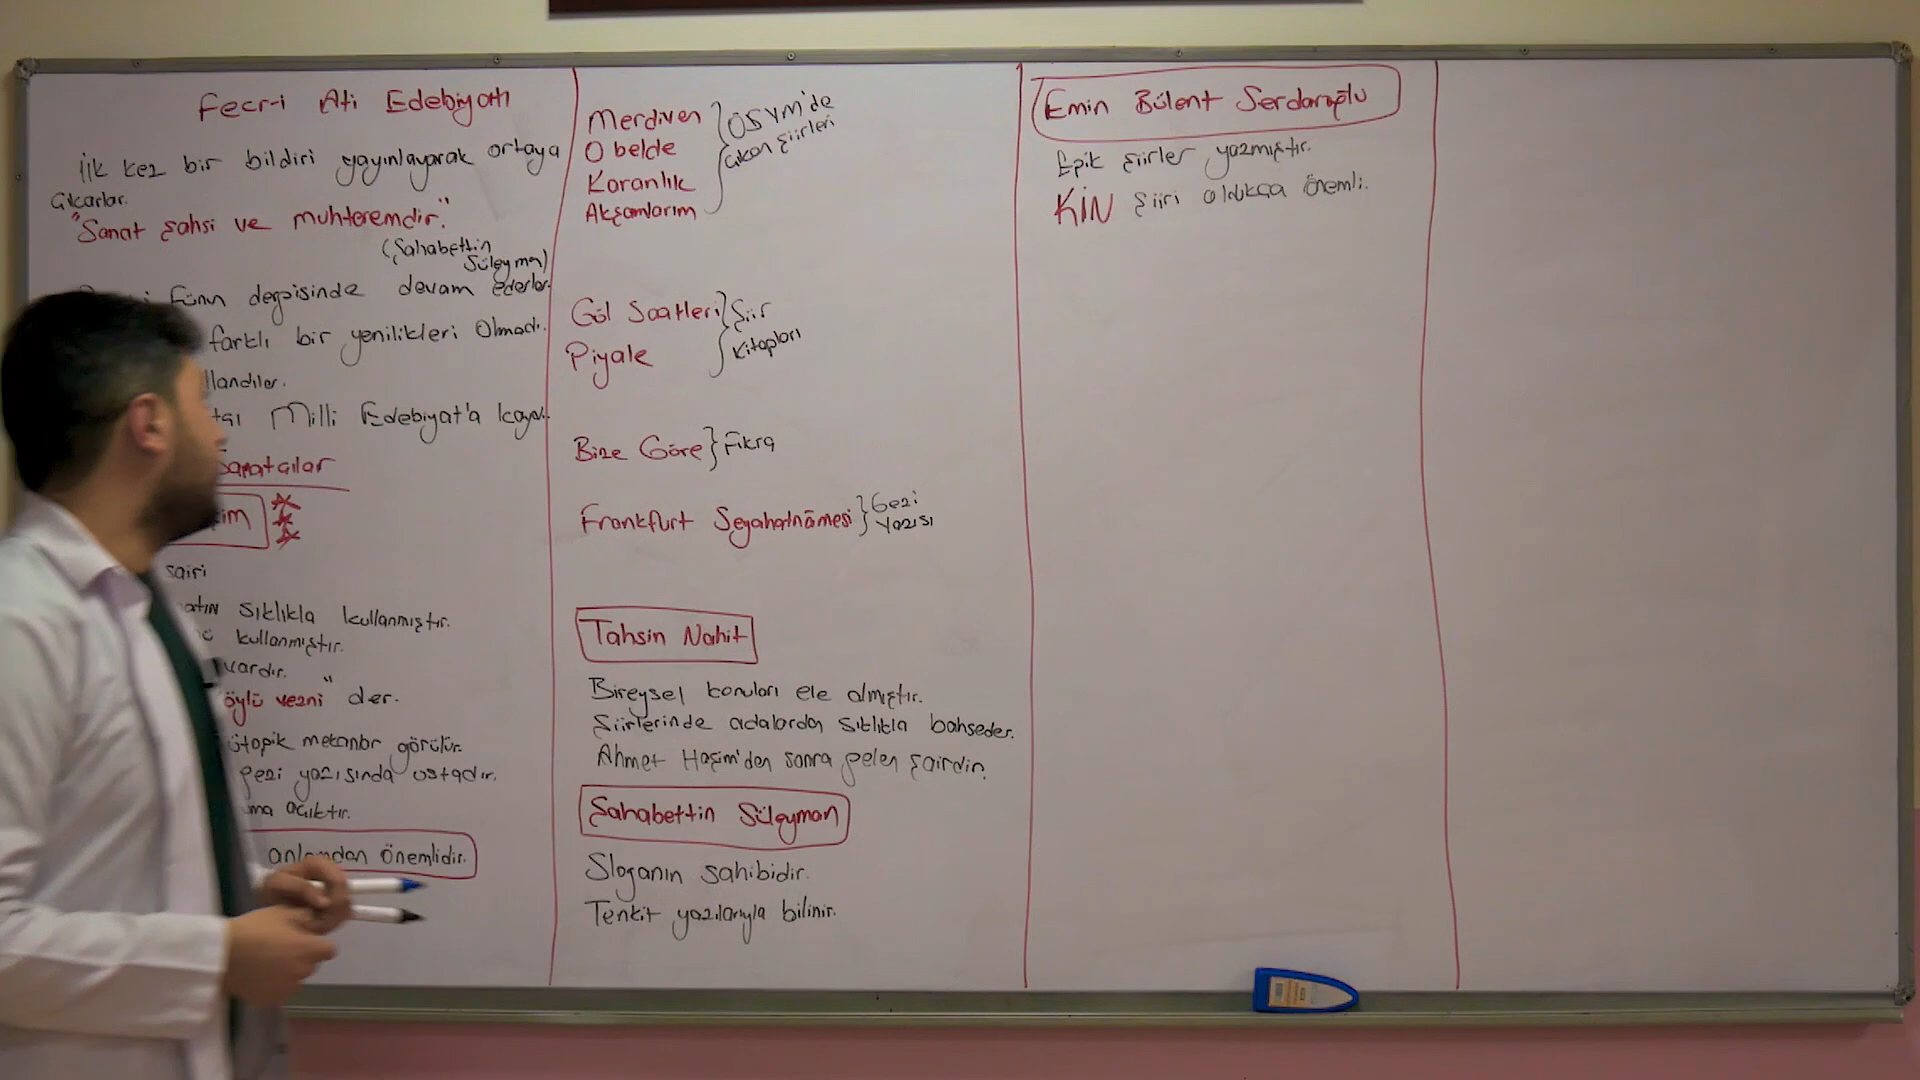 Fecr-i Ati Edebiyatı
İlk kez bir bildiri yayınlayarak ortaya
çıkarlar.
"Sanat şahsi ve muhteremdir."
(Şahabettin
Süleyman)
Fünun dergisinde devam ederler.
farklı bir yenilikleri olmadı.
llandılar.
Milli Edebiyat'a kaydı.
Sanatçılar
şairi
sıklıkla kullanmıştır.
kullanmıştır.
vardır.
öylü vezni" der.
ütopik mekanlar görülür.
gezi yazısında ustadır.
açıktır.
anlamdan önemlidir.
Merdiven
O belde
Karanlık
Akşamlarım
ÖSYM'de
çıkan şiirleri
Göl Saatleri
Piyale
Şiir
Kitapları
Bize Göre } Fıkra
Frankfurt Seyahatnâmesi } Gezi
Yazısı
Tahsin Nahit
Bireysel konuları ele almıştır.
Şiirlerinde adalardan sıklıkla bahseder.
Ahmet Haşim'den sonra gelen şairdir.
Şahabettin Süleyman
Sloganın sahibidir.
Tenkit yazılarıyla bilinir.
Emin Bülent Serdaroğlu
Epik şiirler yazmıştır.
KİN şiiri oldukça önemli.